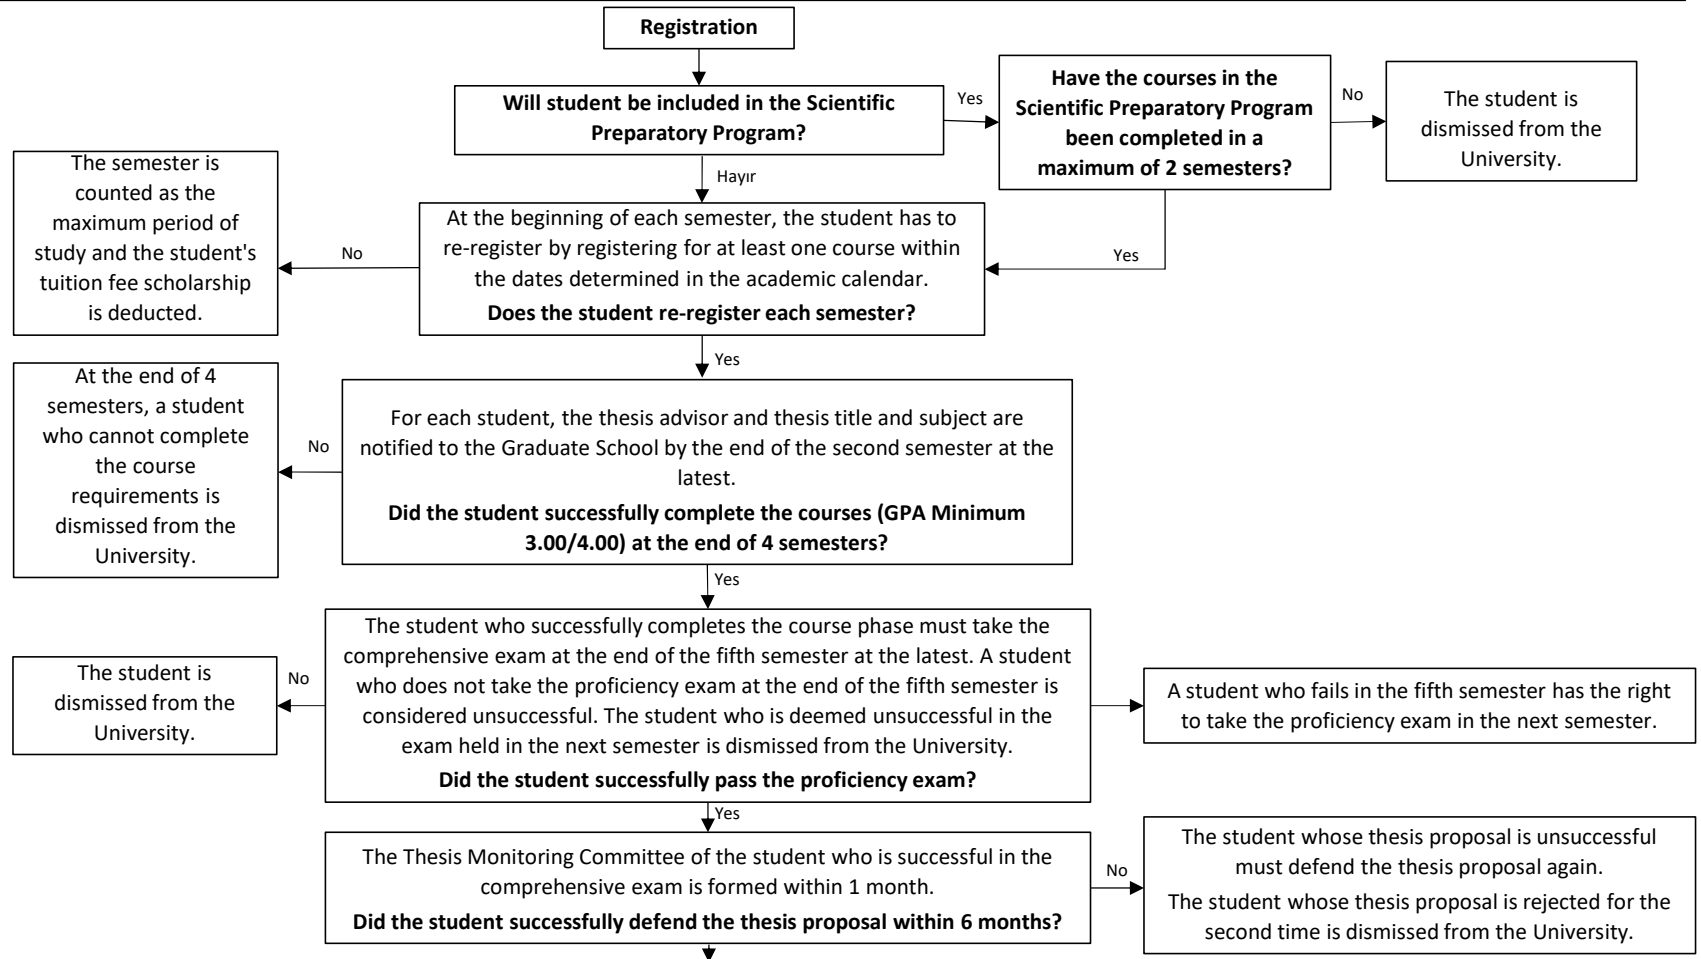 Registration
Will student be included in the Scientific
Preparatory Program?
Yes
Have the courses in the
Scientific Preparatory Program
been completed in a
maximum of 2 semesters?
No
The student is
dismissed from the
University.
Hayır
Yes
At the beginning of each semester, the student has to
re-register by registering for at least one course within
the dates determined in the academic calendar.
Does the student re-register each semester?
No
The semester is
counted as the
maximum period of
study and the student's
tuition fee scholarship
is deducted.
Yes
For each student, the thesis advisor and thesis title and subject are
notified to the Graduate School by the end of the second semester at the
latest.
Did the student successfully complete the courses (GPA Minimum
3.00/4.00) at the end of 4 semesters?
No
At the end of 4
semesters, a student
who cannot complete
the course
requirements is
dismissed from the
University.
Yes
The student who successfully completes the course phase must take the
comprehensive exam at the end of the fifth semester at the latest. A student
who does not take the proficiency exam at the end of the fifth semester is
considered unsuccessful. The student who is deemed unsuccessful in the
exam held in the next semester is dismissed from the University.
Did the student successfully pass the proficiency exam?
No
The student is
dismissed from the
University.
A student who fails in the fifth semester has the right
to take the proficiency exam in the next semester.
Yes
The Thesis Monitoring Committee of the student who is successful in the
comprehensive exam is formed within 1 month.
Did the student successfully defend the thesis proposal within 6 months?
No
The student whose thesis proposal is unsuccessful
must defend the thesis proposal again.
The student whose thesis proposal is rejected for the
second time is dismissed from the University.